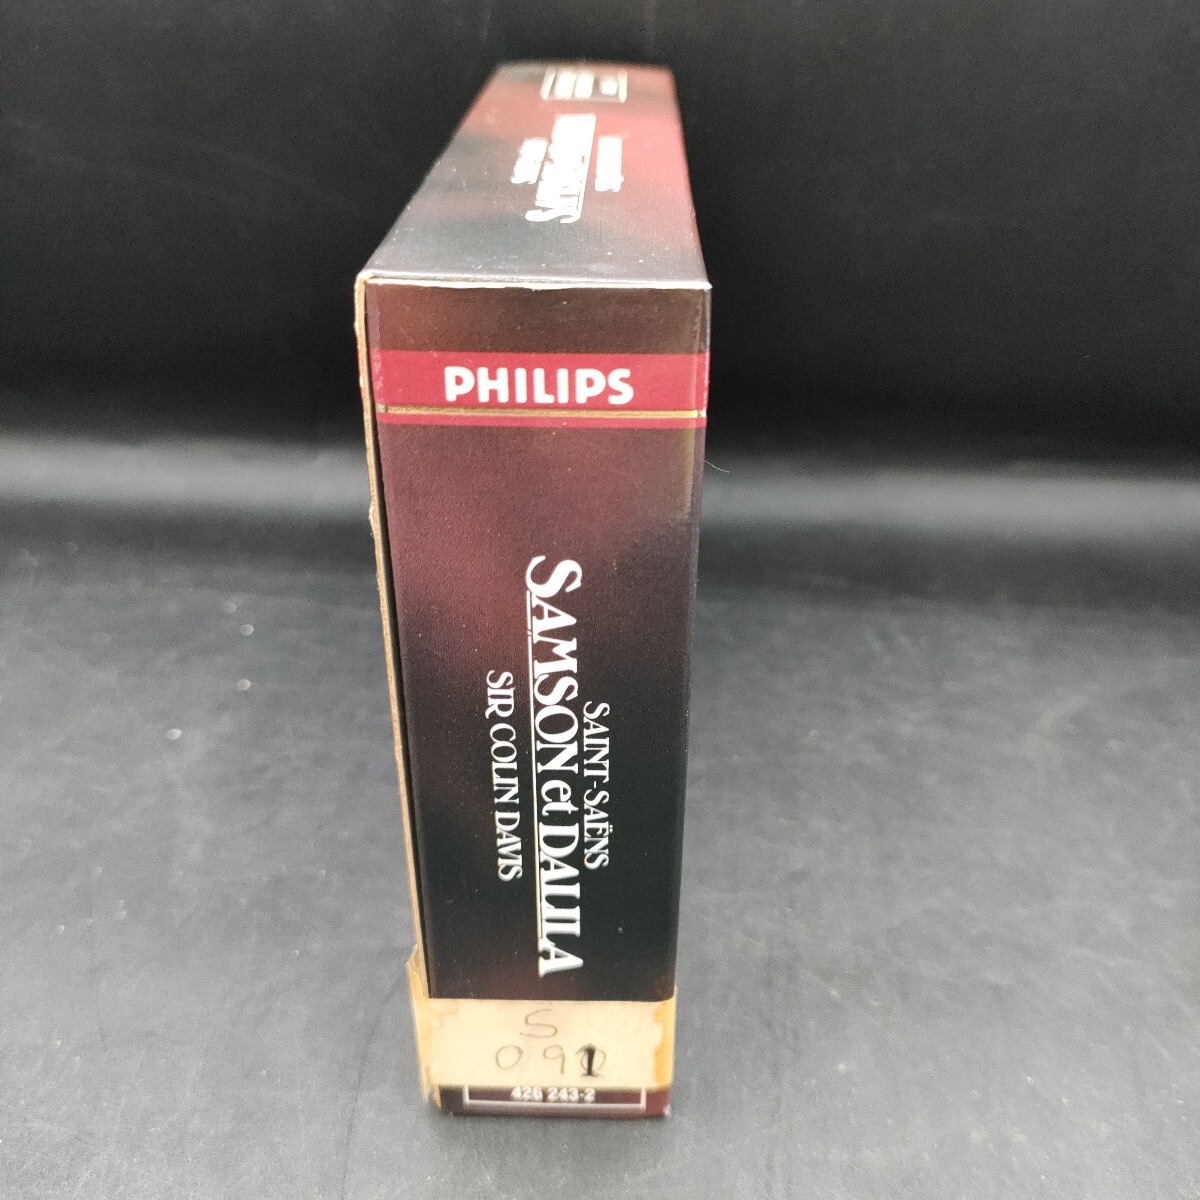 PHILIPS
SAINT-SAËNS
SAMSON et DALILA
SIR COLIN DAVIS
S
091
426 243-2